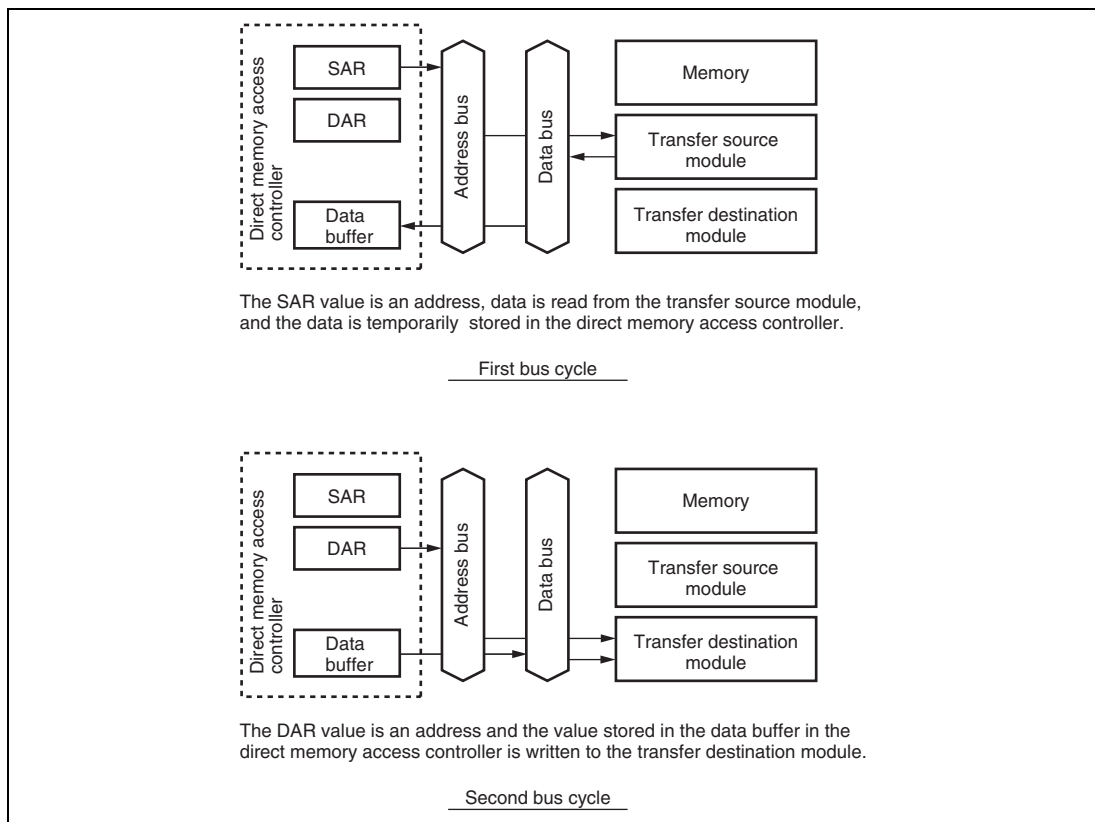 Direct memory access
controller
SAR
DAR
Data
buffer
Address bus
Data bus
Memory
Transfer source
module
Transfer destination
module
The SAR value is an address, data is read from the transfer source module,
and the data is temporarily stored in the direct memory access controller.
First bus cycle
Direct memory access
controller
SAR
DAR
Data
buffer
Address bus
Data bus
Memory
Transfer source
module
Transfer destination
module
The DAR value is an address and the value stored in the data buffer in the
direct memory access controller is written to the transfer destination module.
Second bus cycle